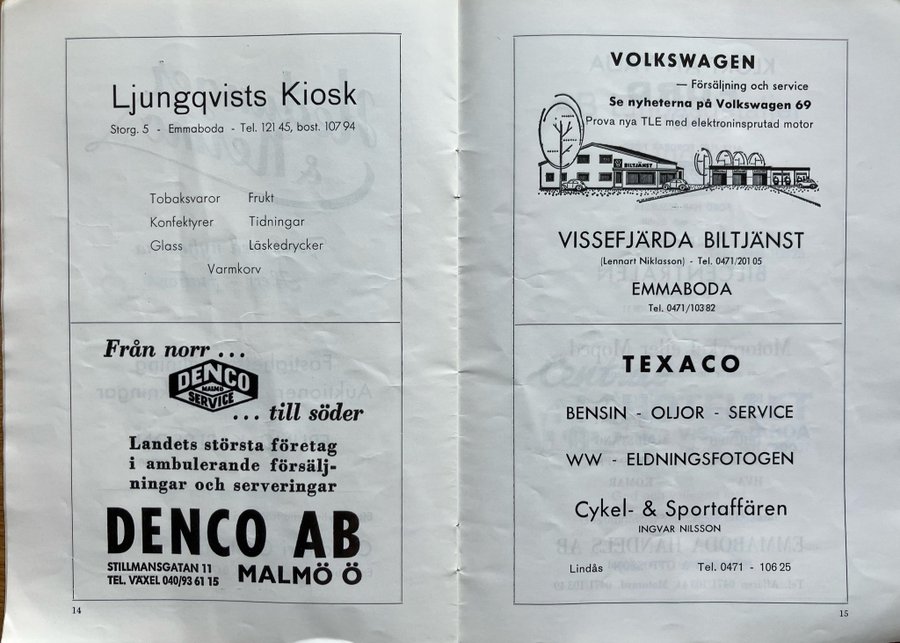 Ljungqvists Kiosk
Storg. 5 - Emmaboda - Tel. 121 45, bost. 107 94
Tobaksvaror Frukt
Konfektyrer Tidningar
Glass Läskedrycker
Varmkorv
Från norr ...
DENCO
MALMÖ
SERVICE
... till söder
Landets största företag
i ambulerande försälj-
ningar och serveringar
DENCO AB
STILLMANSGATAN 11
TEL. VÄXEL 040/93 61 15 MALMÖ Ö
14
VOLKSWAGEN
— Försäljning och service
Se nyheterna på Volkswagen 69
Prova nya TLE med elektroninsprutad motor
BILTJÄNST
VISSEFJÄRDA BILTJÄNST
(Lennart Niklasson) - Tel. 0471/201 05
EMMABODA
Tel. 0471/103 82
TEXACO
BENSIN - OLJOR - SERVICE
WW - ELDNINGSFOTOGEN
Cykel- & Sportaffären
INGVAR NILSSON
Lindås Tel. 0471 - 106 25
15